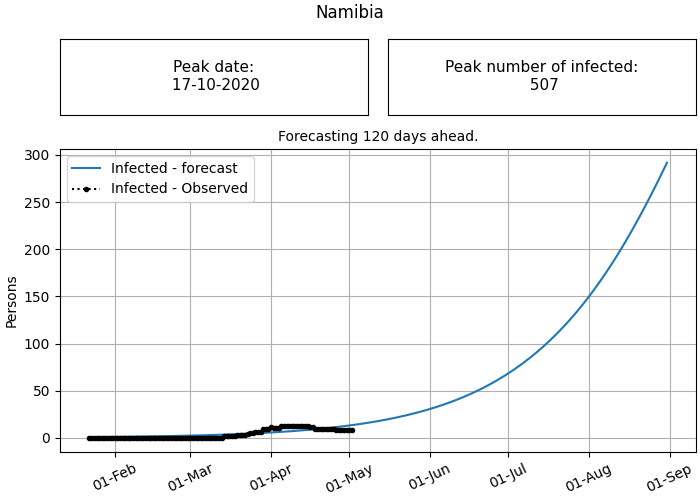 Namibia
Peak date:
17-10-2020
Peak number of infected:
507
Forecasting 120 days ahead.
Infected - forecast
Infected - Observed
Persons
300
250
200
150
100
50
0
01-Feb
01-Mar
01-Apr
01-May
01-Jun
01-Jul
01-Aug
01-Sep